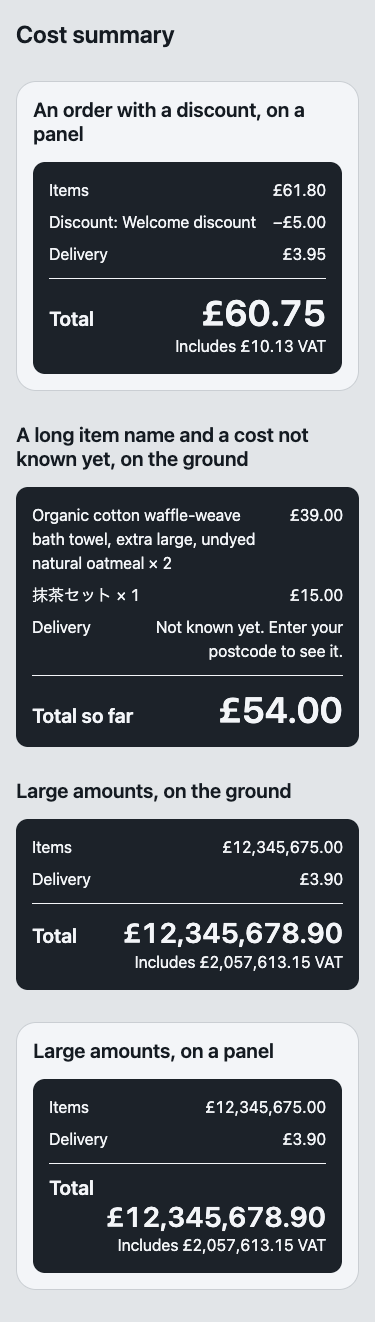 Cost summary
An order with a discount, on a
panel
Items £61.80
Discount: Welcome discount −£5.00
Delivery £3.95
Total £60.75
Includes £10.13 VAT
A long item name and a cost not
known yet, on the ground
Organic cotton waffle-weave £39.00
bath towel, extra large, undyed
natural oatmeal × 2
抹茶セット × 1 £15.00
Delivery Not known yet. Enter your
postcode to see it.
Total so far £54.00
Large amounts, on the ground
Items £12,345,675.00
Delivery £3.90
Total £12,345,678.90
Includes £2,057,613.15 VAT
Large amounts, on a panel
Items £12,345,675.00
Delivery £3.90
Total
£12,345,678.90
Includes £2,057,613.15 VAT